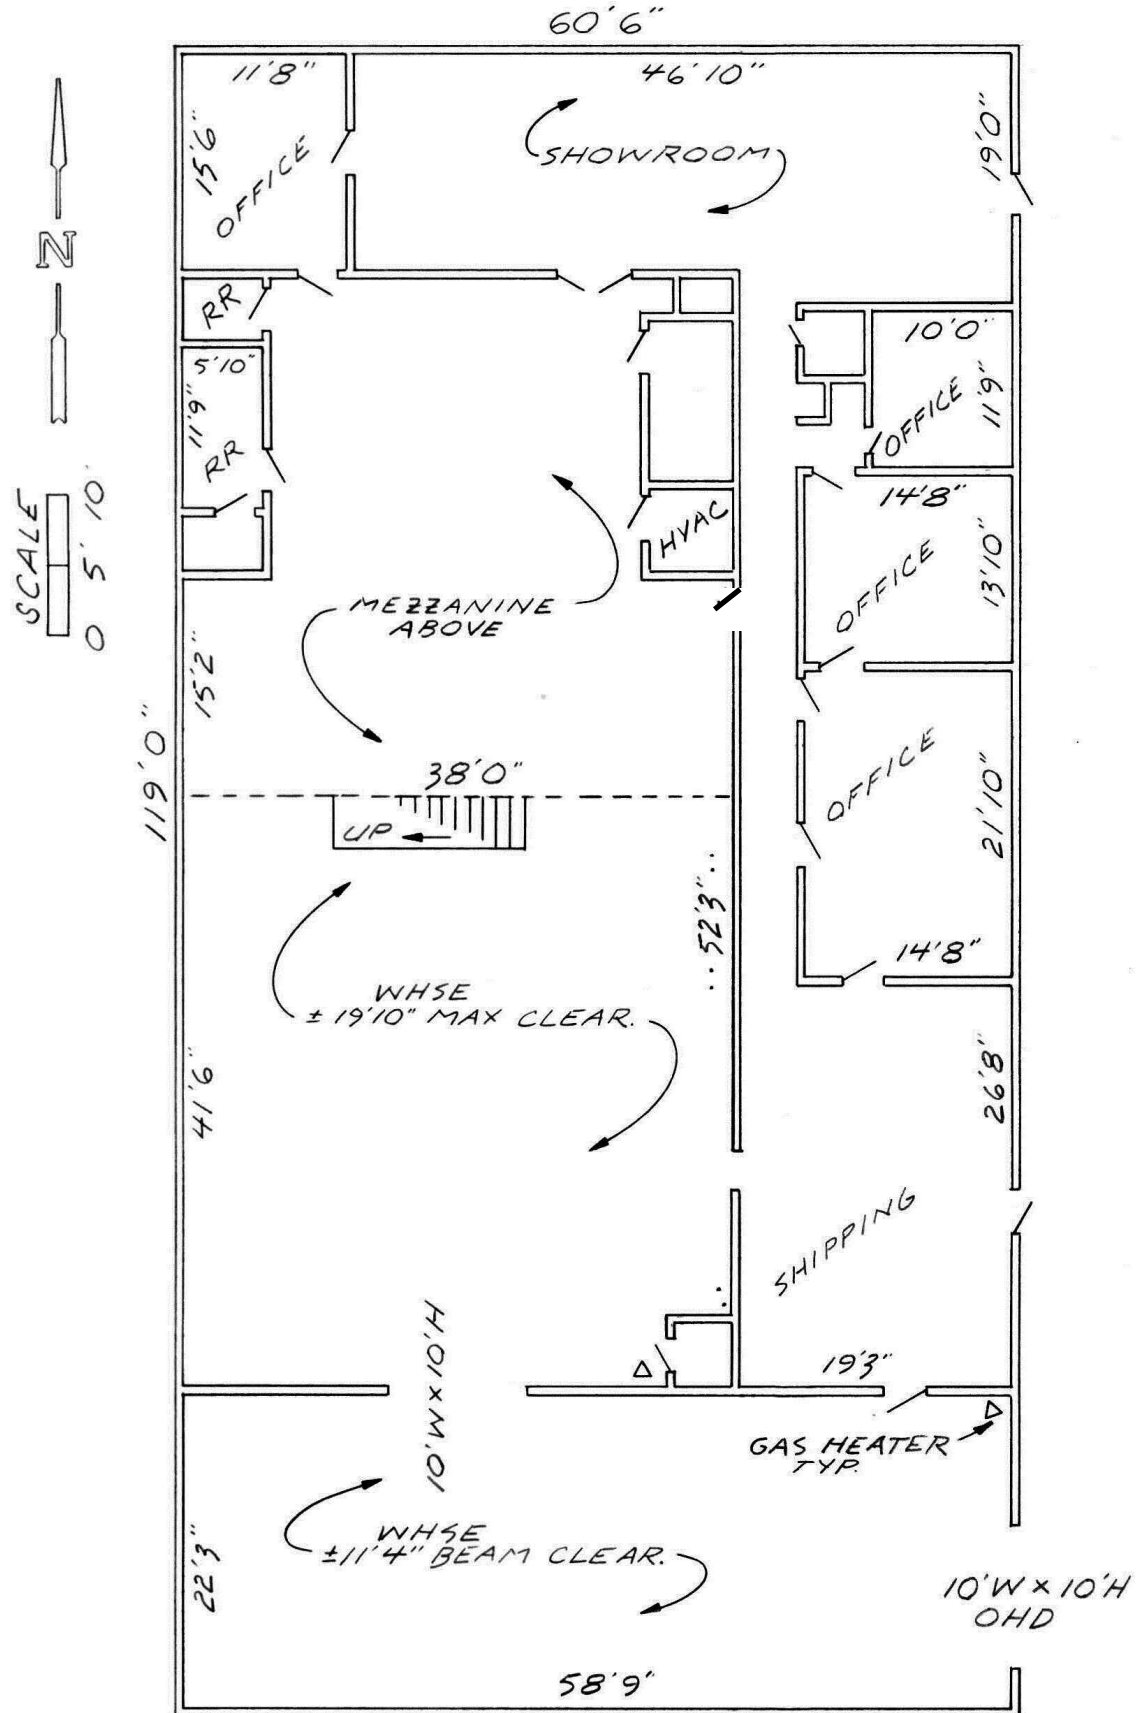 60'6"
11'8"
46'10"
15'6"
OFFICE
SHOWROOM
19'0"
N
RR
5'10"
11'9"
RR
10'0"
11'9"
OFFICE
HVAC
14'8"
13'10"
OFFICE
SCALE
0 5' 10'
MEZZANINE
ABOVE
15'2"
119'0"
38'0"
UP
OFFICE
21'10"
52'3"
14'8"
WHSE
± 19'10" MAX CLEAR.
41'6"
26'8"
SHIPPING
10'W X 10'H
19'3"
GAS HEATER
TYP.
WHSE
±11'4" BEAM CLEAR.
22'3"
10'W X 10'H
OHD
58'9"